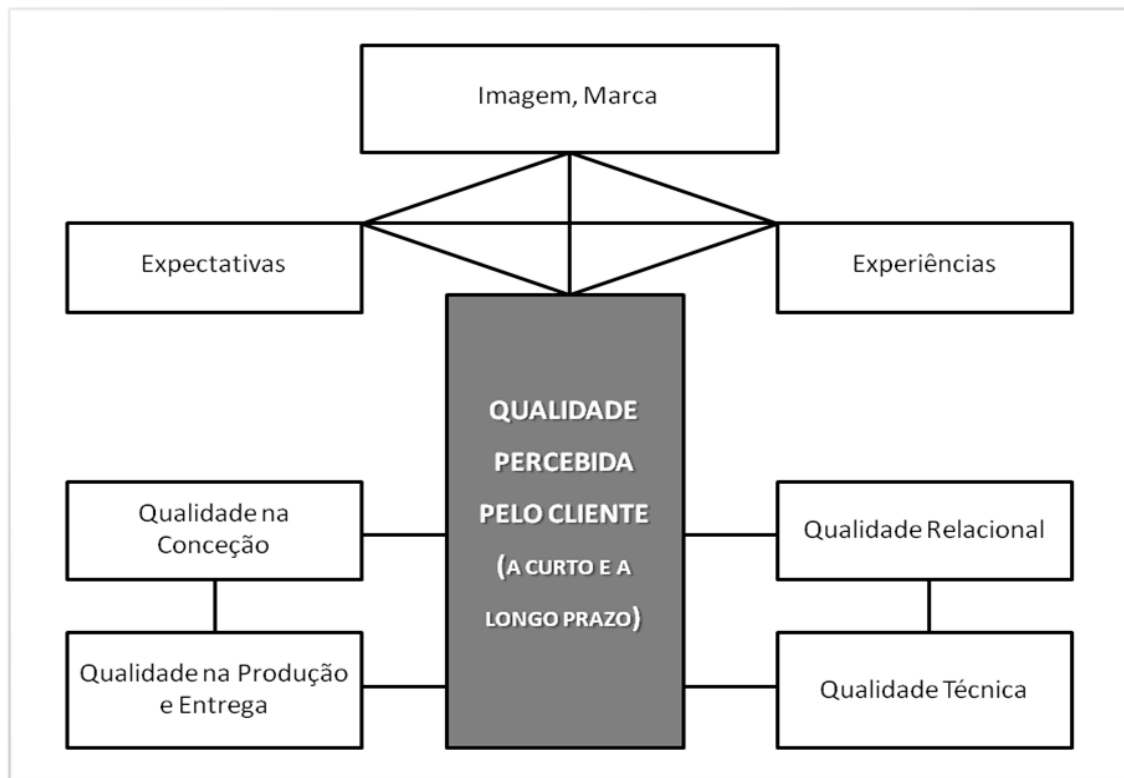 Imagem, Marca
Expectativas
Experiências
QUALIDADE
PERCEBIDA
PELO CLIENTE
(A CURTO E A
LONGO PRAZO)
Qualidade na
Conceção
Qualidade Relacional
Qualidade na Produção
e Entrega
Qualidade Técnica